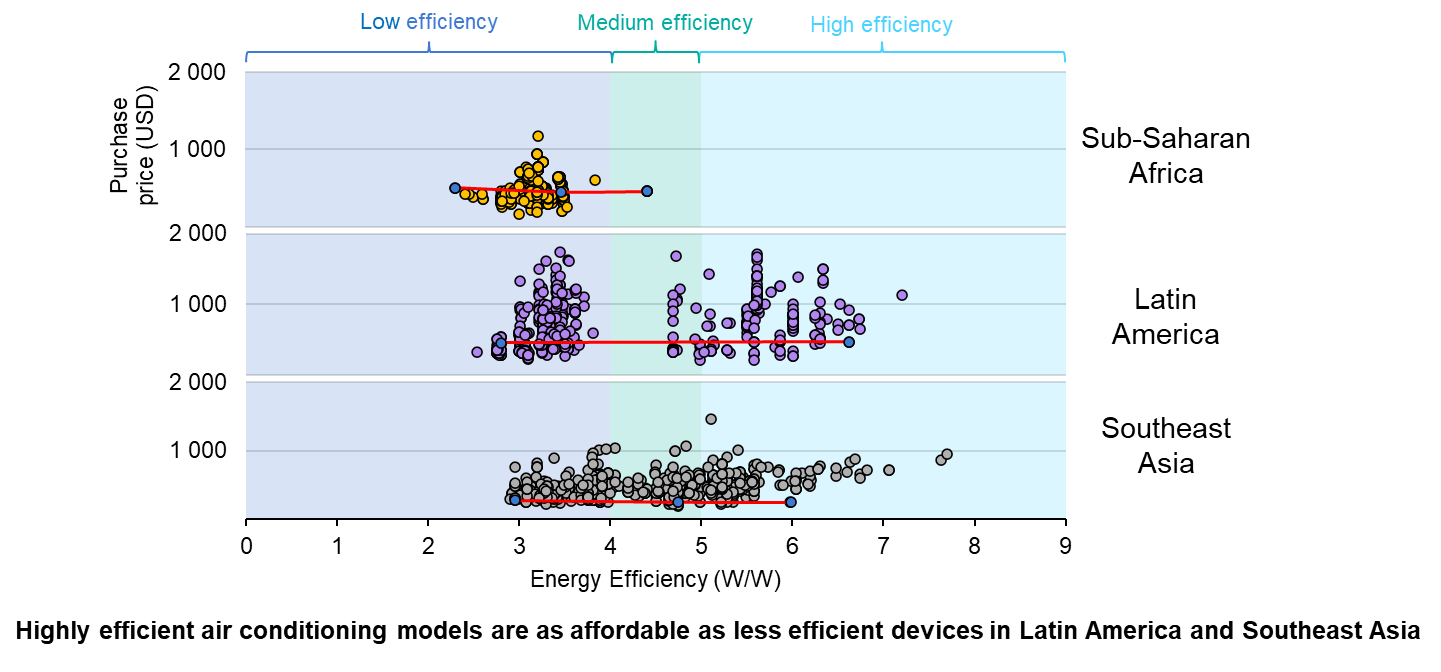 Low efficiency
Medium efficiency
High efficiency
Purchase
price (USD)
2 000
1 000
Sub-Saharan
Africa
2 000
1 000
Latin
America
2 000
1 000
Southeast
Asia
0 1 2 3 4 5 6 7 8 9
Energy Efficiency (W/W)
Highly efficient air conditioning models are as affordable as less efficient devices in Latin America and Southeast Asia